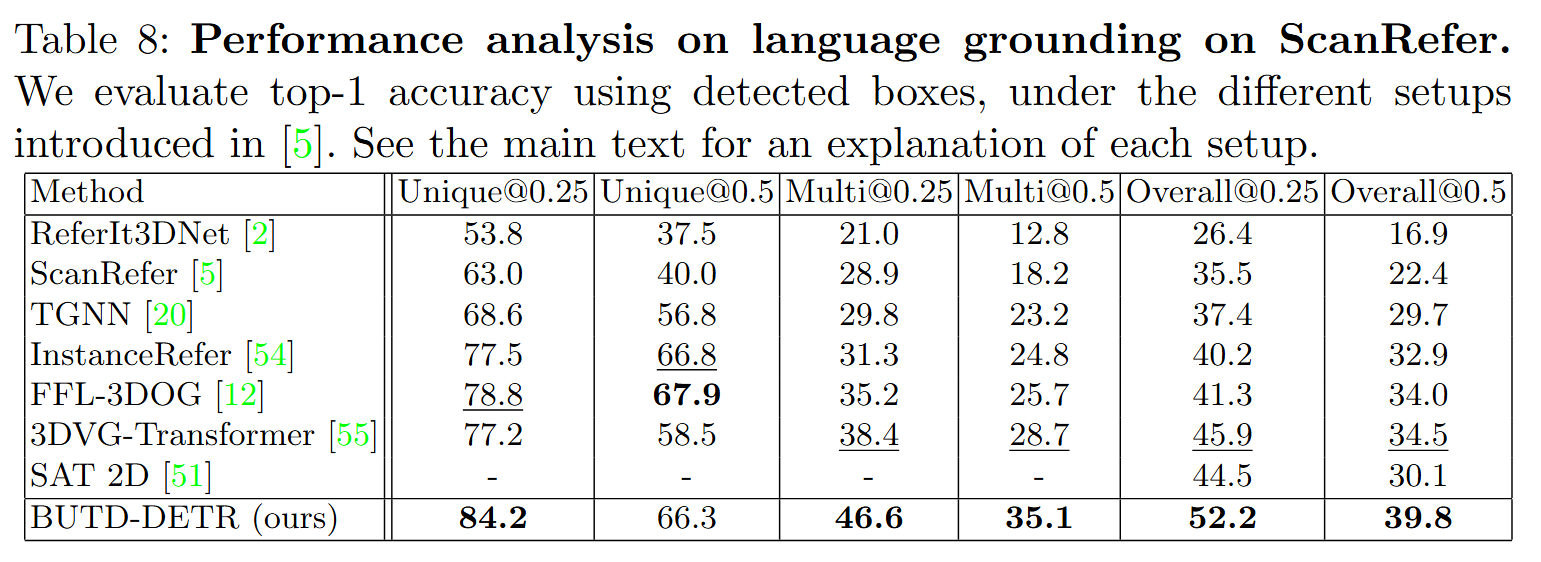 Table 8: Performance analysis on language grounding on ScanRefer.
We evaluate top-1 accuracy using detected boxes, under the different setups
introduced in [5]. See the main text for an explanation of each setup.
Method Unique@0.25 Unique@0.5 Multi@0.25 Multi@0.5 Overall@0.25 Overall@0.5
ReferIt3DNet [2] 53.8 37.5 21.0 12.8 26.4 16.9
ScanRefer [5] 63.0 40.0 28.9 18.2 35.5 22.4
TGNN [20] 68.6 56.8 29.8 23.2 37.4 29.7
InstanceRefer [54] 77.5 66.8 31.3 24.8 40.2 32.9
FFL-3DOG [12] 78.8 67.9 35.2 25.7 41.3 34.0
3DVG-Transformer [55] 77.2 58.5 38.4 28.7 45.9 34.5
SAT 2D [51] - - - - 44.5 30.1
BUTD-DETR (ours) 84.2 66.3 46.6 35.1 52.2 39.8